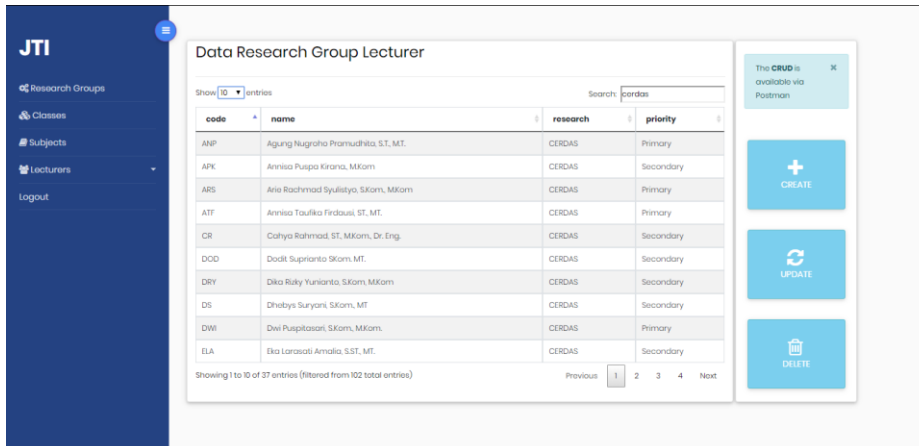 JTI
Research Groups
Classes
Subjects
Lecturers
Logout
Data Research Group Lecturer
Show 10 entries
Search: cerdas
code name research priority
ANP Agung Nugroho Pramudhita, S.T., M.T. CERDAS Primary
APK Annisa Puspa Kirana, M.Kom CERDAS Secondary
ARS Arie Rachmad Syulistyo, S.Kom., M.Kom CERDAS Primary
ATF Annisa Taufika Firdausi, ST., MT. CERDAS Primary
CR Cahya Rahmad, ST., M.Kom., Dr. Eng. CERDAS Secondary
DOD Dodit Suprianto SKom. MT. CERDAS Secondary
DRY Dika Rizky Yunianto, S.Kom, M.Kom CERDAS Secondary
DS Dhebys Suryani, S.Kom., MT CERDAS Secondary
DWI Dwi Puspitasari, S.Kom., M.Kom. CERDAS Primary
ELA Eka Larasati Amalia, S.ST., MT. CERDAS Secondary
Showing 1 to 10 of 37 entries (filtered from 102 total entries)
Previous 1 2 3 4 Next
The CRUD is
available via
Postman
CREATE
UPDATE
DELETE